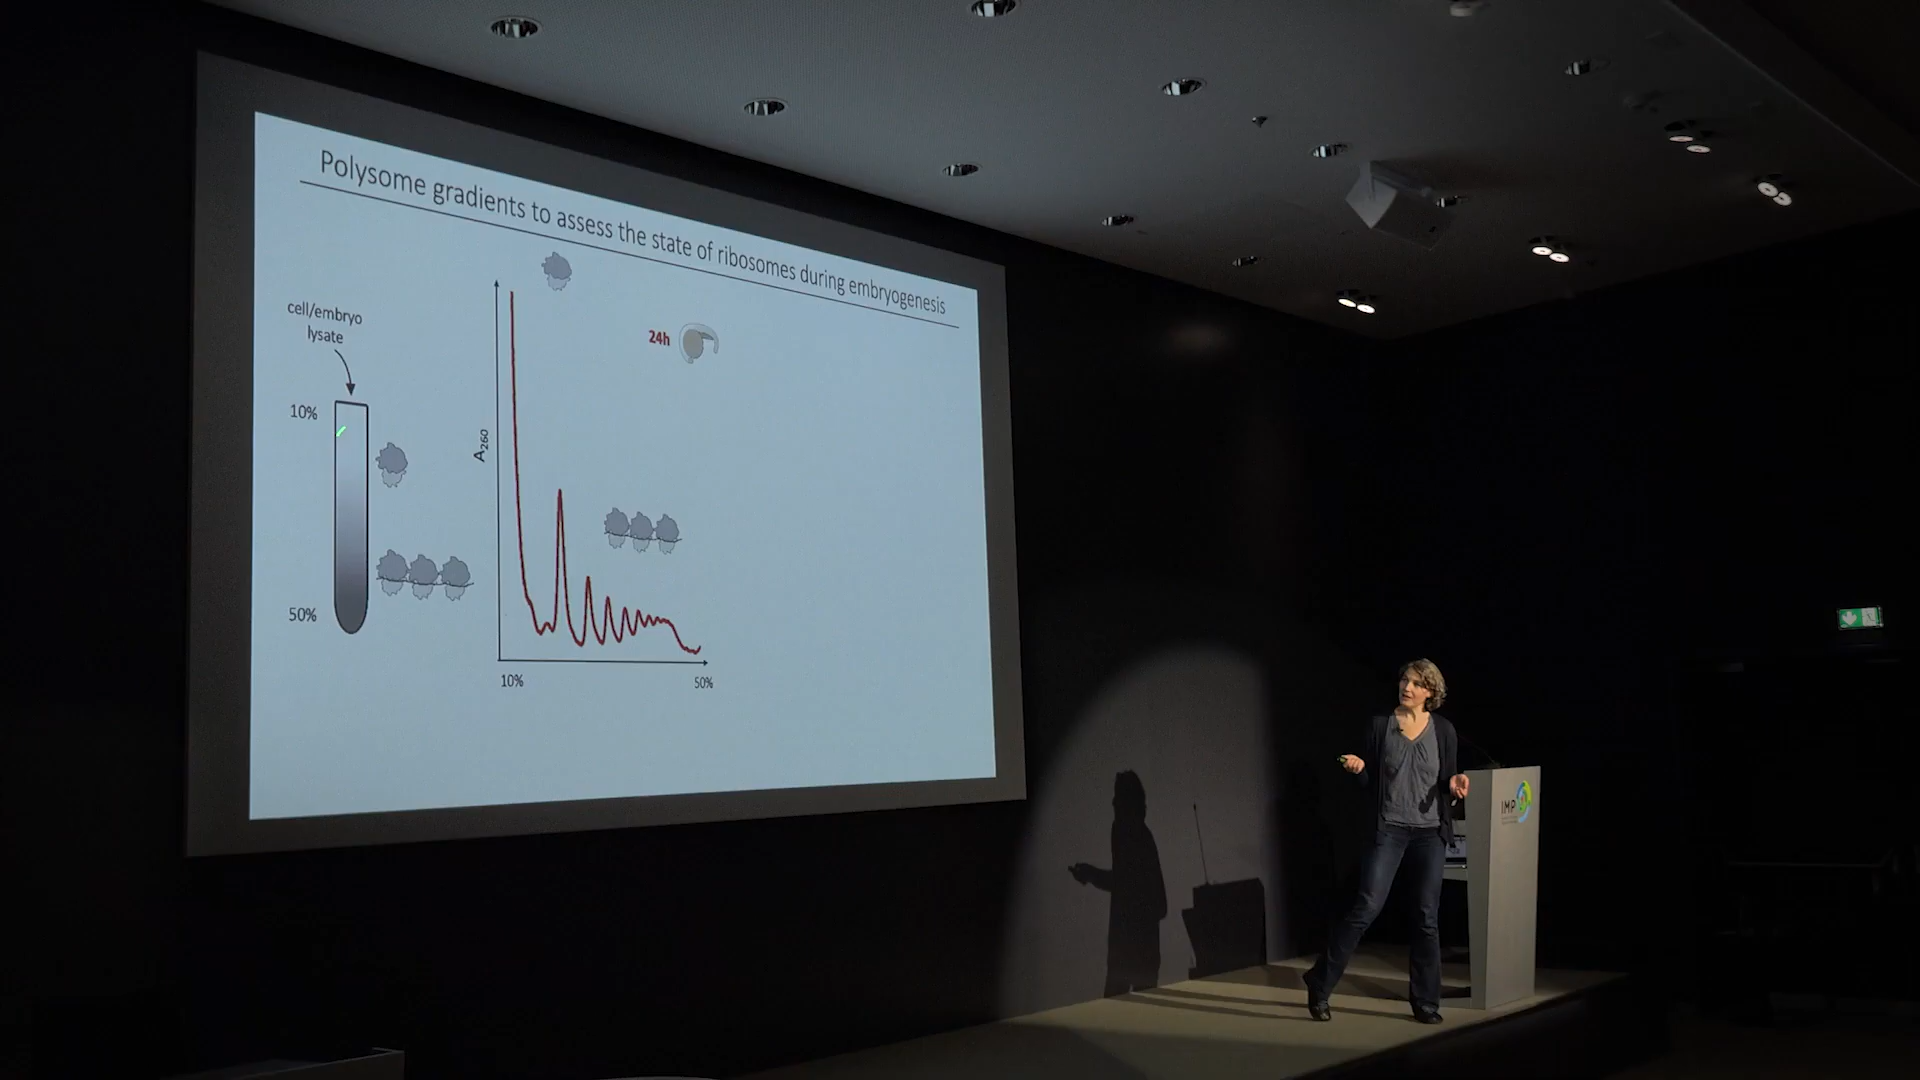 Polysome gradients to assess the state of ribosomes during embryogenesis
cell/embryo
lysate
10%
50%
A260
24h
10%
50%
IMP